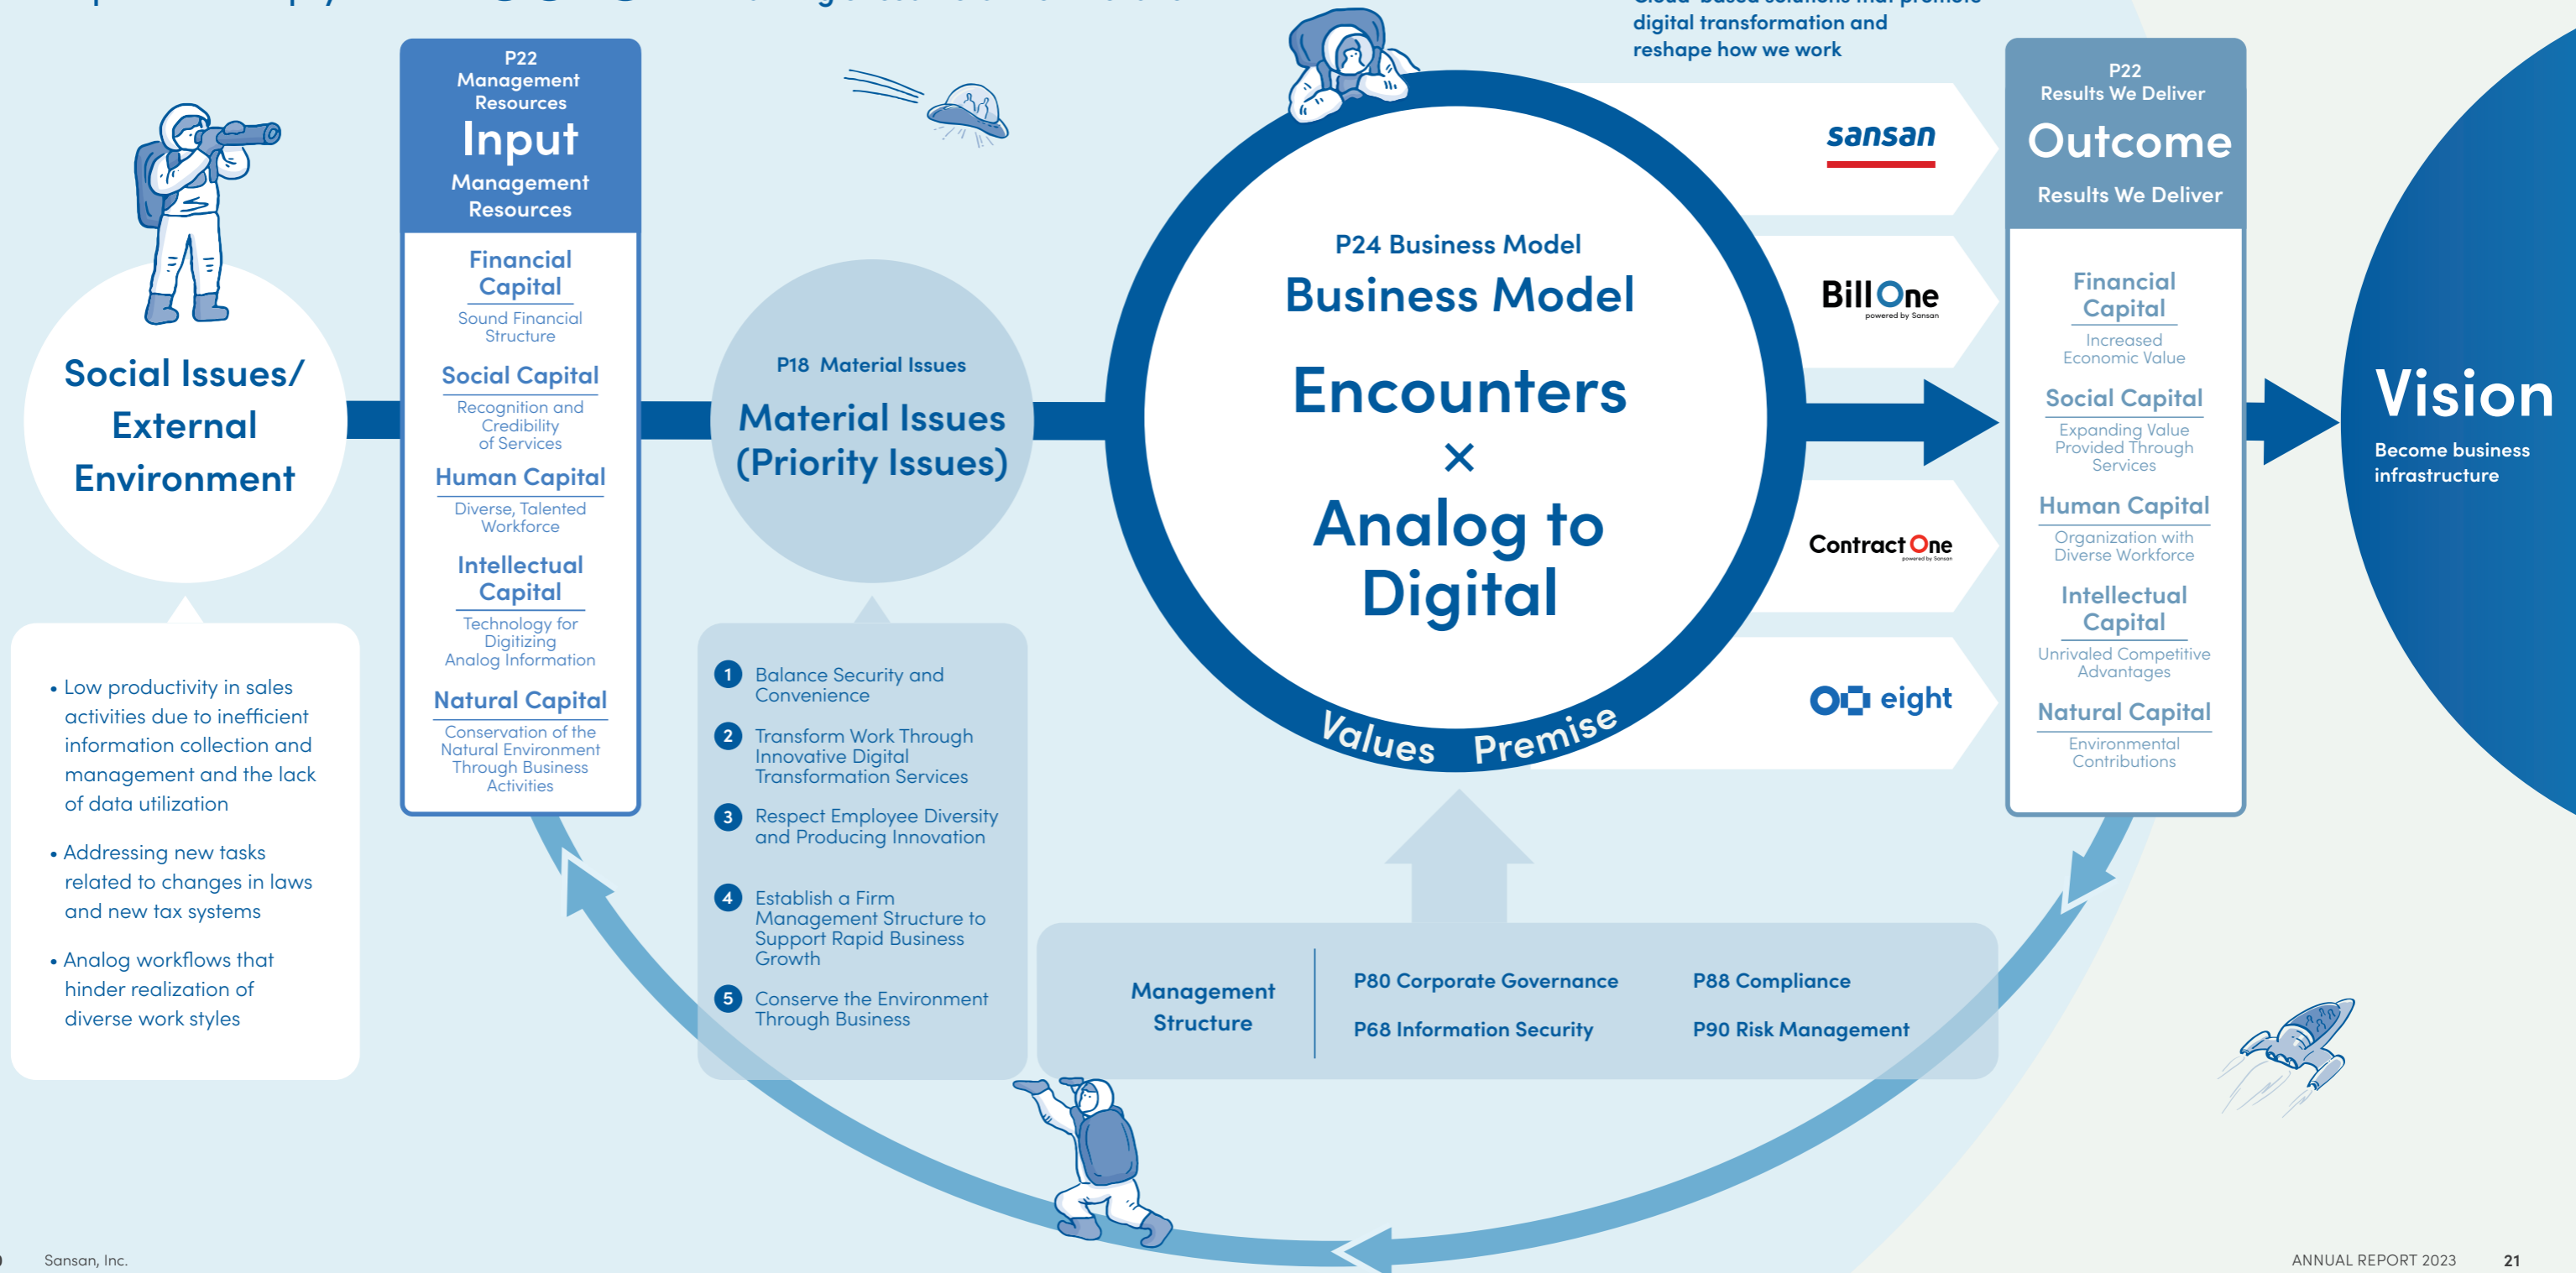 digital transformation and
reshape how we work
P22
Management
Resources
Input
Management
Resources
Financial
Capital
Sound Financial
Structure
Social Capital
Recognition and
Credibility
of Services
Human Capital
Diverse, Talented
Workforce
Intellectual
Capital
Technology for
Digitizing
Analog Information
Natural Capital
Conservation of the
Natural Environment
Through Business
Activities
Social Issues/
External
Environment
• Low productivity in sales
activities due to inefficient
information collection and
management and the lack
of data utilization
• Addressing new tasks
related to changes in laws
and new tax systems
• Analog workflows that
hinder realization of
diverse work styles
P18 Material Issues
Material Issues
(Priority Issues)
1 Balance Security and
Convenience
2 Transform Work Through
Innovative Digital
Transformation Services
3 Respect Employee Diversity
and Producing Innovation
4 Establish a Firm
Management Structure to
Support Rapid Business
Growth
5 Conserve the Environment
Through Business
P24 Business Model
Business Model
Encounters
×
Analog to
Digital
Values Premise
sansan
Bill One
powered by Sansan
Contract One
powered by Sansan
eight
Management
Structure
P80 Corporate Governance
P88 Compliance
P68 Information Security
P90 Risk Management
P22
Results We Deliver
Outcome
Results We Deliver
Financial
Capital
Increased
Economic Value
Social Capital
Expanding Value
Provided Through
Services
Human Capital
Organization with
Diverse Workforce
Intellectual
Capital
Unrivaled Competitive
Advantages
Natural Capital
Environmental
Contributions
Vision
Become business
infrastructure
Sansan, Inc.
ANNUAL REPORT 2023 21